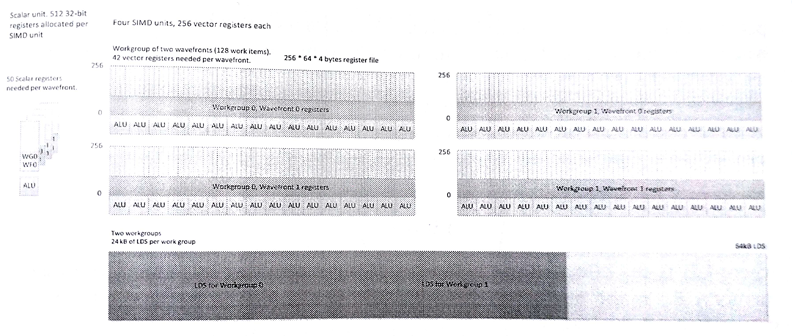 Scalar unit. 512 32-bit
registers allocated per
SIMD unit
Four SIMD units, 256 vector registers each
Workgroup of two wavefronts (128 work items).
42 vector registers needed per wavefront.
256 * 64 * 4 bytes register file
50 Scalar registers
needed per wavefront.
256
Workgroup 0, Wavefront 0 registers
0
ALU ALU ALU ALU ALU ALU ALU ALU ALU ALU ALU ALU ALU ALU ALU ALU
256
Workgroup 1, Wavefront 0 registers
0
ALU ALU ALU ALU ALU ALU ALU ALU ALU ALU ALU ALU ALU ALU ALU ALU
WG0
WF0
ALU
256
Workgroup 0, Wavefront 1 registers
0
ALU ALU ALU ALU ALU ALU ALU ALU ALU ALU ALU ALU ALU ALU ALU ALU
256
Workgroup 1, Wavefront 1 registers
0
ALU ALU ALU ALU ALU ALU ALU ALU ALU ALU ALU ALU ALU ALU ALU ALU
Two workgroups
24 kB of LDS per work group
64kB LDS
LDS for Workgroup 0
LDS for Workgroup 1